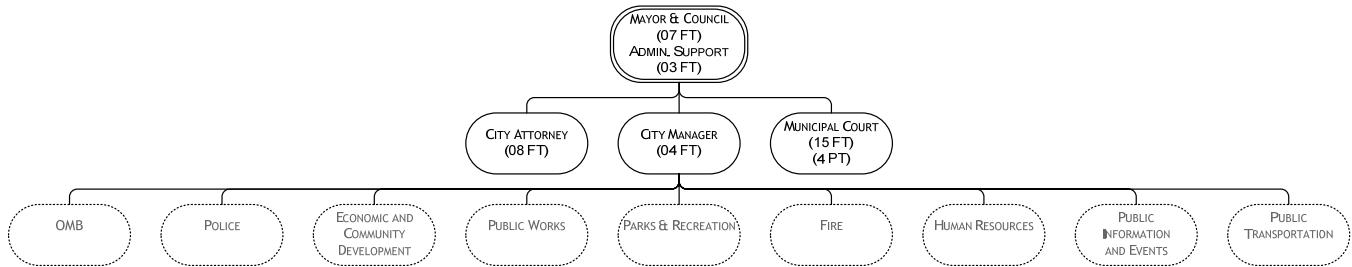 MAYOR & COUNCIL
(07 FT)
ADMIN. SUPPORT
(03 FT)
CITY ATTORNEY
(08 FT)
CITY MANAGER
(04 FT)
MUNICIPAL COURT
(15 FT)
(4 PT)
OMB
POLICE
ECONOMIC AND
COMMUNITY
DEVELOPMENT
PUBLIC WORKS
PARKS & RECREATION
FIRE
HUMAN RESOURCES
PUBLIC
INFORMATION
AND EVENTS
PUBLIC
TRANSPORTATION